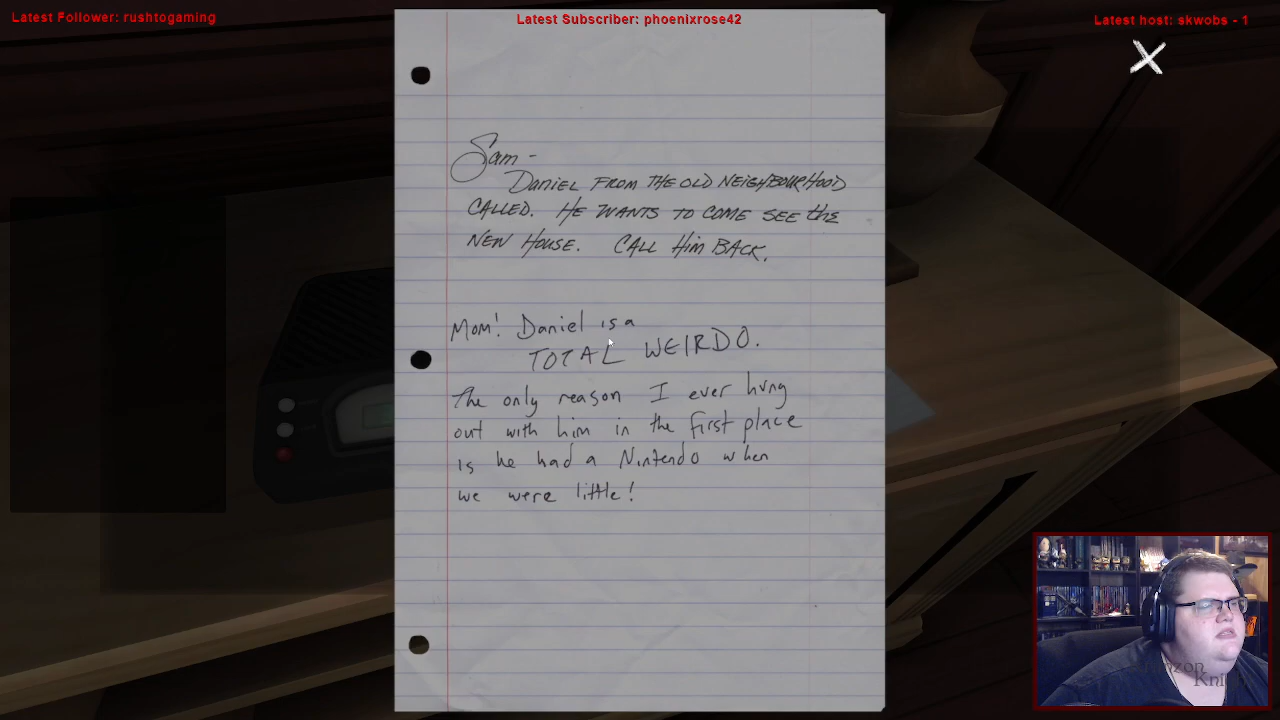 Latest Follower: rushtogaming
Latest Subscriber: phoenixrose42
Latest host: skwobs - 1
Sam -
DANIEL FROM THE OLD NEIGHBOURHOOD
CALLED. HE WANTS TO COME SEE the
NEW HOUSE. CALL HIM BACK.
Mom! Daniel is a
TOTAL WEIRDO.
The only reason I ever hung
out with him in the first place
is he had a Nintendo when
we were little!